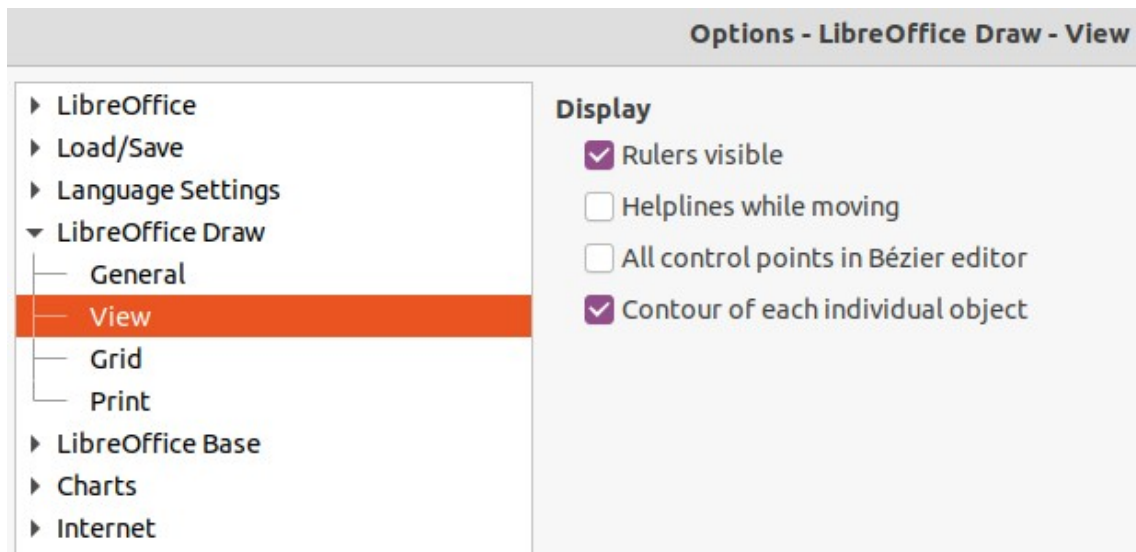 Options - LibreOffice Draw - View
LibreOffice
Load/Save
Language Settings
LibreOffice Draw
General
View
Grid
Print
LibreOffice Base
Charts
Internet
Display
Rulers visible
Helplines while moving
All control points in Bézier editor
Contour of each individual object